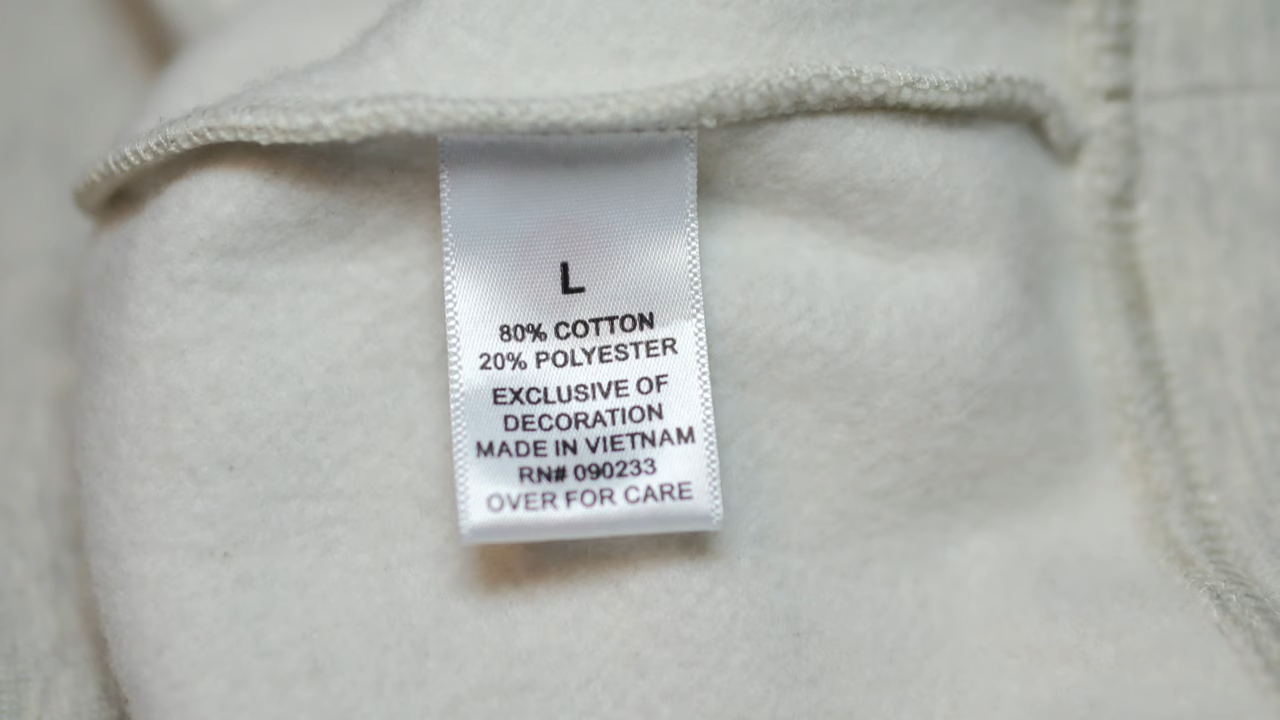 L
80% COTTON
20% POLYESTER
EXCLUSIVE OF
DECORATION
MADE IN VIETNAM
RN# 090233
OVER FOR CARE